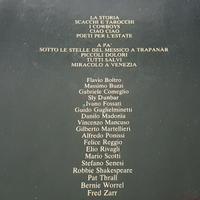 LA STORIA
SCACCHI E TAROCCHI
I COWBOYS
CIAO CIAO
POETI PER L'ESTATE
A PA'
SOTTO LE STELLE DEL MESSICO A TRAPANAR
PICCOLI DOLORI
TUTTI SALVI
MIRACOLO A VENEZIA
Flavio Boltro
Massimo Buzzi
Gabriele Comeglio
Sly Dunbar
Ivano Fossati
Guido Guglielminetti
Danilo Madonia
Vincenzo Mancuso
Gilberto Martellieri
Alfredo Ponissi
Felice Reggio
Elio Rivagli
Mario Scotti
Stefano Senesi
Robbie Shakespeare
Pat Thrall
Bernie Worrel
Fred Zarr